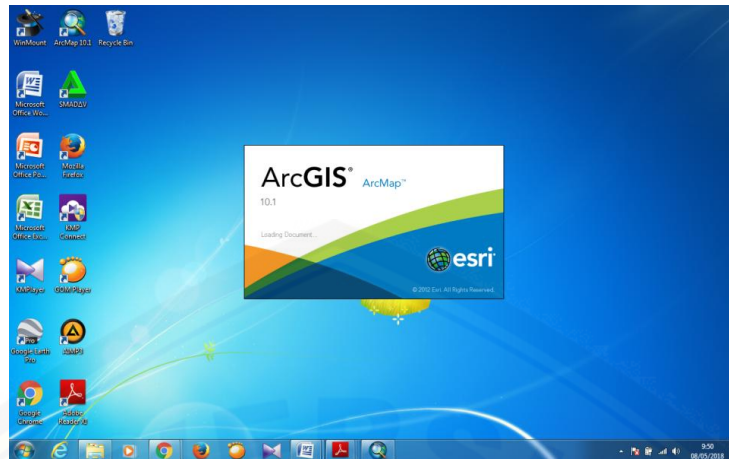 WinMount
ArcMap 10.1
Recycle Bin
Microsoft
Office Wo...
SMADΔV
Microsoft
Office Po...
Mozilla
Firefox
Microsoft
Office Exc...
KMP
Connect
KMPlayer
GOM Player
Google Earth
Pro
AIMP3
Google
Chrome
Adobe
Reader XI
ArcGIS® ArcMap™
10.1
Loading Document...
esri
© 2012 Esri. All Rights Reserved.
9:50
08/05/2018